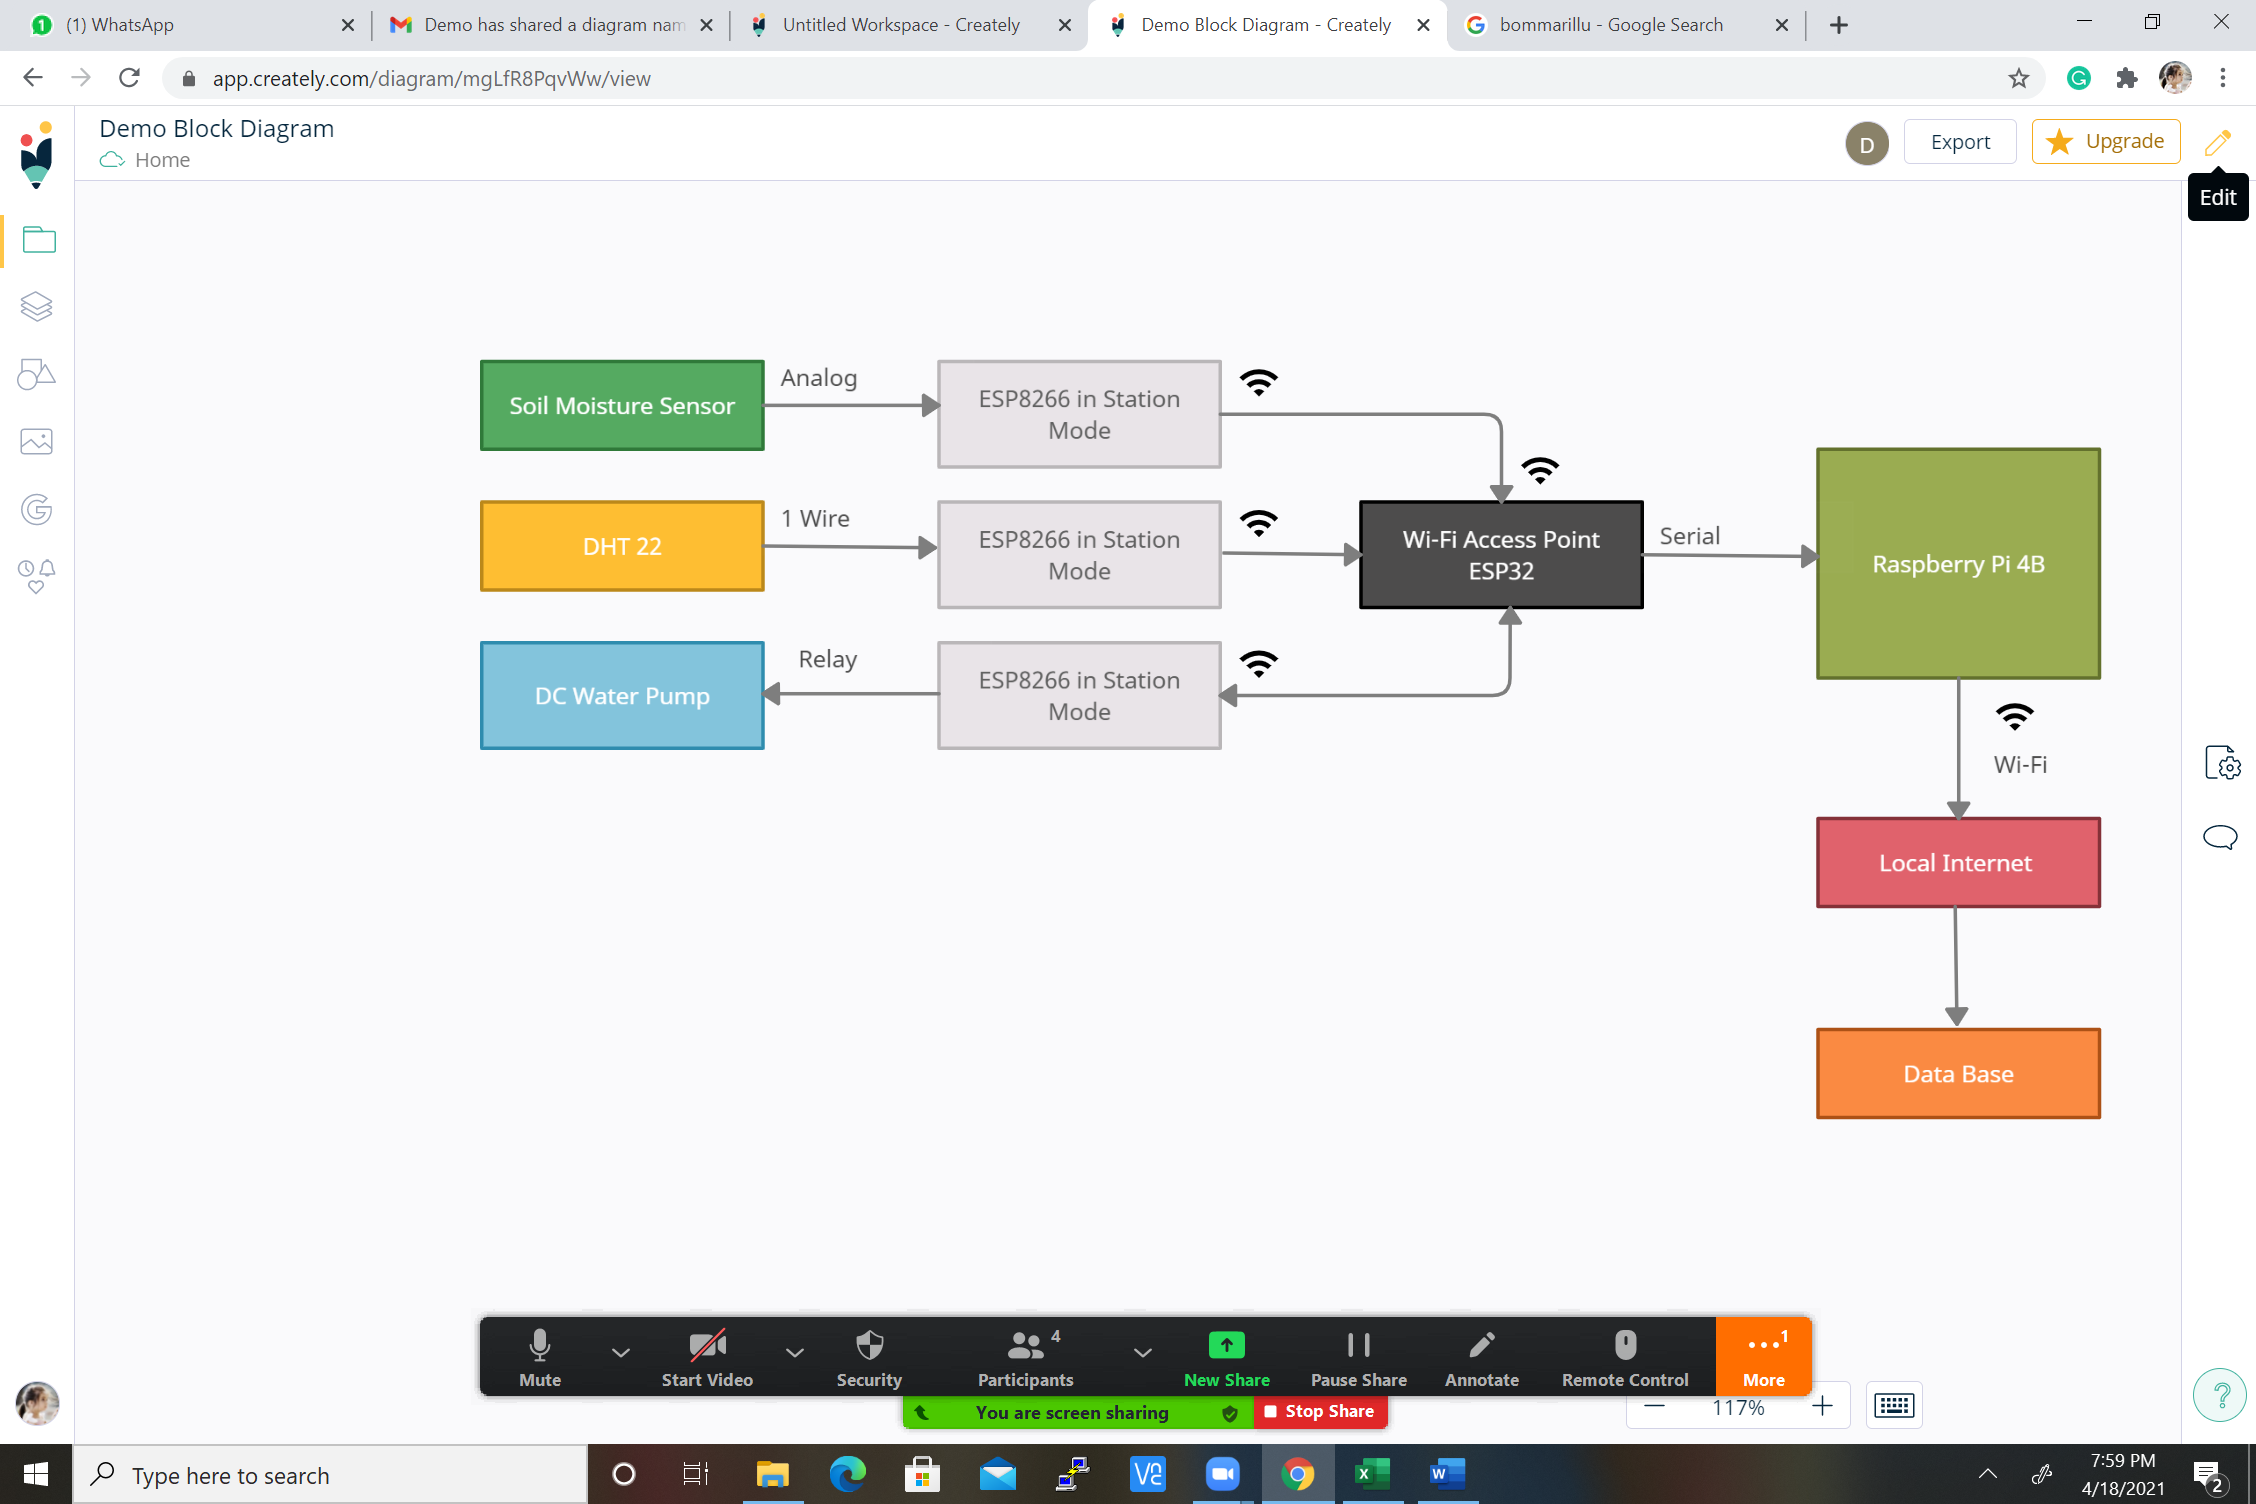 1
(1) WhatsApp
Demo has shared a diagram nam
Untitled Workspace - Creately
Demo Block Diagram - Creately
bommarillu - Google Search
app.creately.com/diagram/mgLfR8PqvWw/view
Demo Block Diagram
Home
D
Export
Upgrade
Edit
Soil Moisture Sensor
Analog
ESP8266 in Station
Mode
DHT 22
1 Wire
ESP8266 in Station
Mode
Wi-Fi Access Point
ESP32
Serial
Raspberry Pi 4B
DC Water Pump
Relay
ESP8266 in Station
Mode
Wi-Fi
Local Internet
Data Base
Mute
Start Video
Security
4
Participants
New Share
Pause Share
Annotate
Remote Control
1
More
You are screen sharing
Stop Share
117%
?
Type here to search
7:59 PM
4/18/2021
2